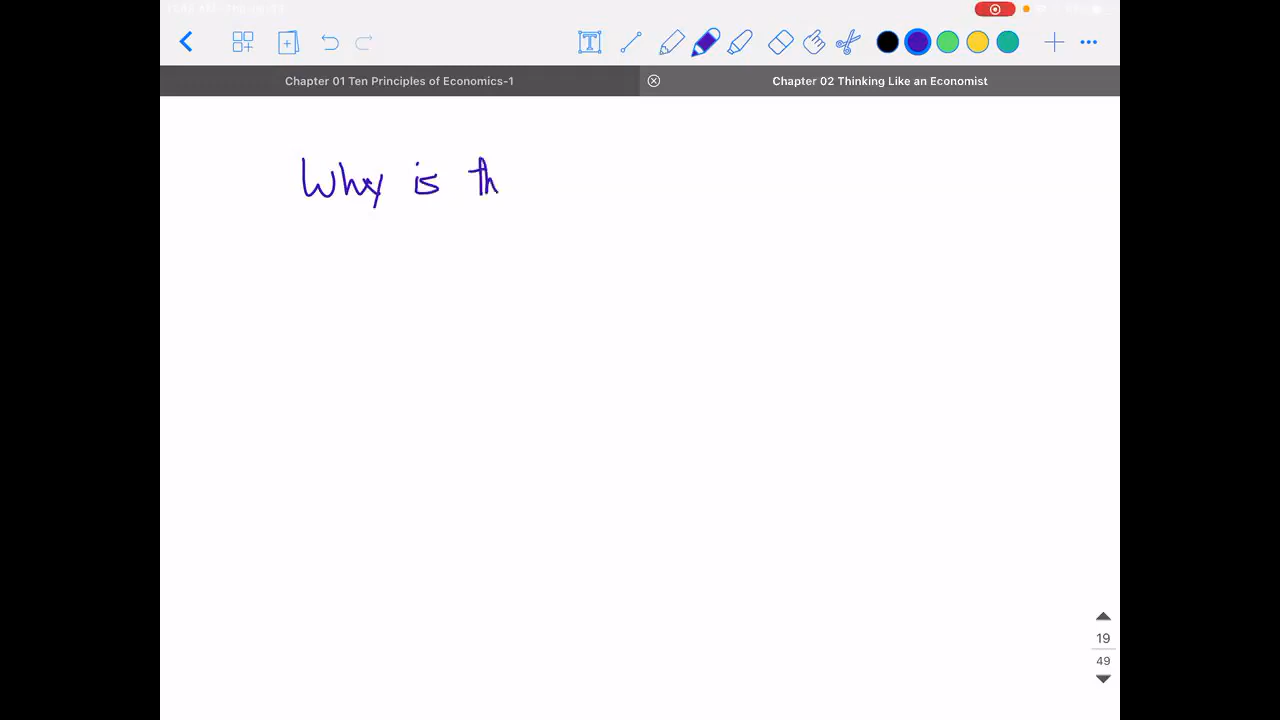 Chapter 01 Ten Principles of Economics-1
Chapter 02 Thinking Like an Economist
Why is th
19
49